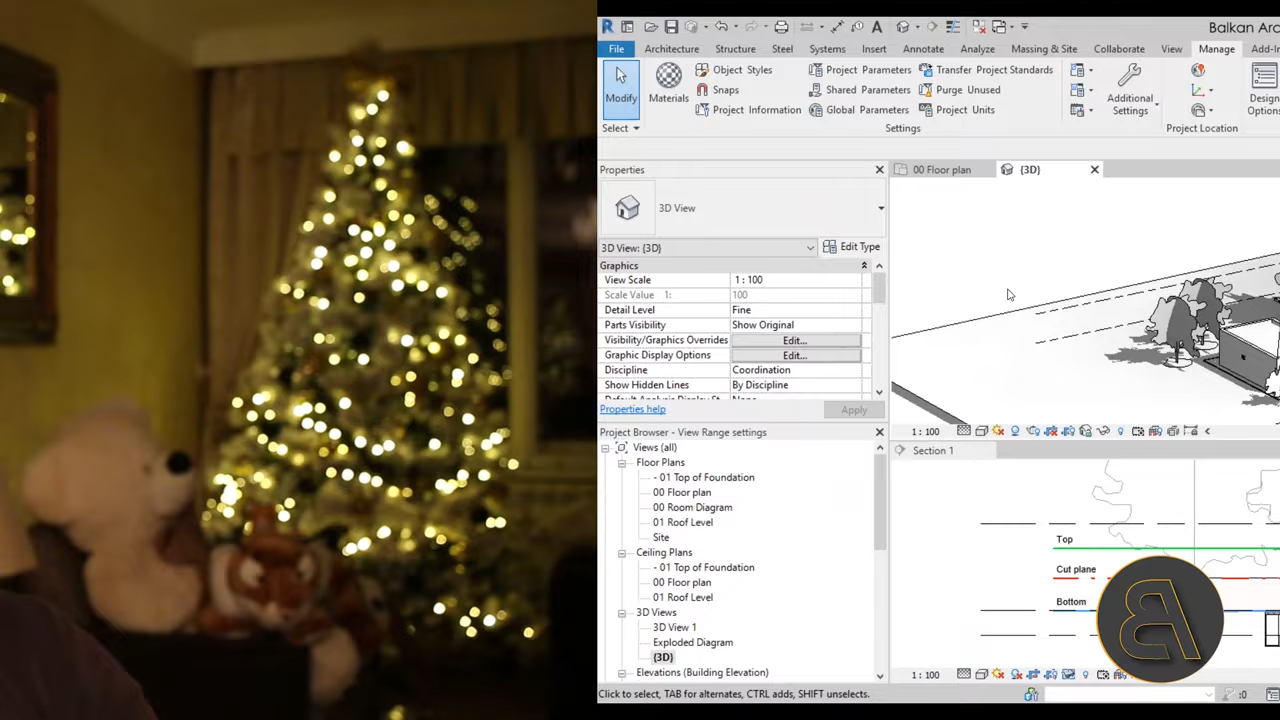 Balkan Arc
File Architecture Structure Steel Systems Insert Annotate Analyze Massing & Site Collaborate View Manage Add-In
Modify
Materials
Object Styles
Snaps
Project Information
Project Parameters
Shared Parameters
Global Parameters
Transfer Project Standards
Purge Unused
Project Units
Additional
Settings
Design
Options
Select
Settings
Project Location
Properties
3D View
3D View: {3D}
Edit Type
Graphics
View Scale 1 : 100
Scale Value 1: 100
Detail Level Fine
Parts Visibility Show Original
Visibility/Graphics Overrides Edit...
Graphic Display Options Edit...
Discipline Coordination
Show Hidden Lines By Discipline
Properties help
Apply
Project Browser - View Range settings
Views (all)
Floor Plans
- 01 Top of Foundation
00 Floor plan
00 Room Diagram
01 Roof Level
Site
Ceiling Plans
- 01 Top of Foundation
00 Floor plan
01 Roof Level
3D Views
3D View 1
Exploded Diagram
{3D}
Elevations (Building Elevation)
00 Floor plan
{3D}
1 : 100
Section 1
Top
Cut plane
Bottom
1 : 100
Click to select, TAB for alternates, CTRL adds, SHIFT unselects.
:0